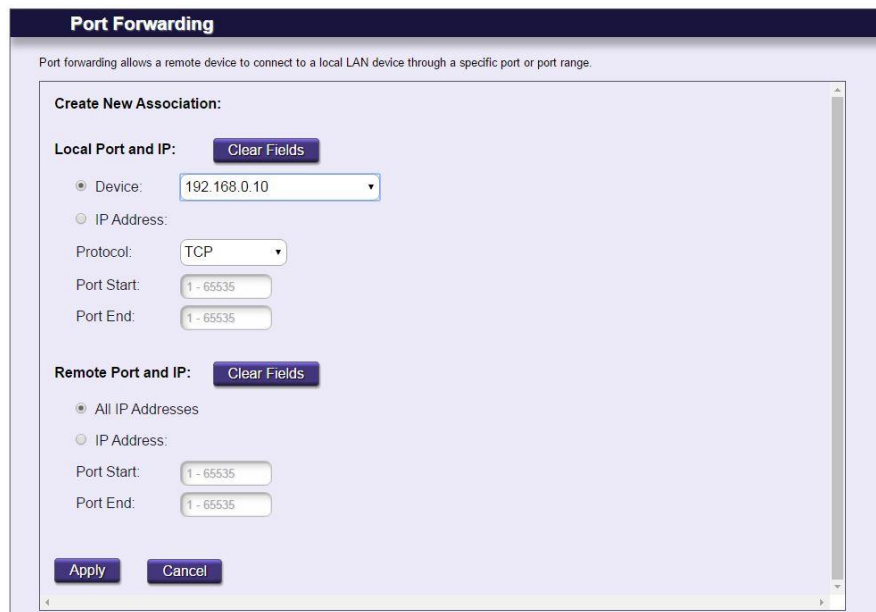 Port Forwarding
Port forwarding allows a remote device to connect to a local LAN device through a specific port or port range.
Create New Association:
Local Port and IP: Clear Fields
Device: 192.168.0.10
IP Address:
Protocol: TCP
Port Start: 1 - 65535
Port End: 1 - 65535
Remote Port and IP: Clear Fields
All IP Addresses
IP Address:
Port Start: 1 - 65535
Port End: 1 - 65535
Apply Cancel